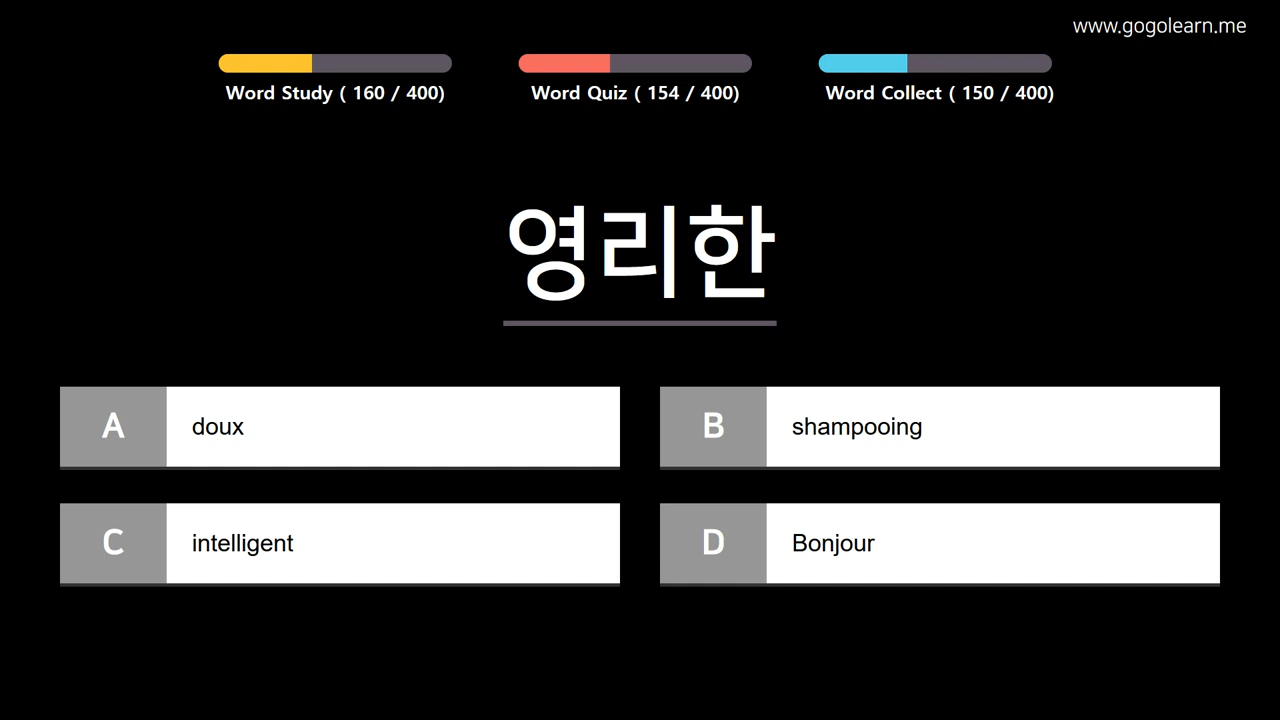 www.gogolearn.me
Word Study ( 160 / 400)
Word Quiz ( 154 / 400)
Word Collect ( 150 / 400)
영리한
A doux
B shampooing
C intelligent
D Bonjour